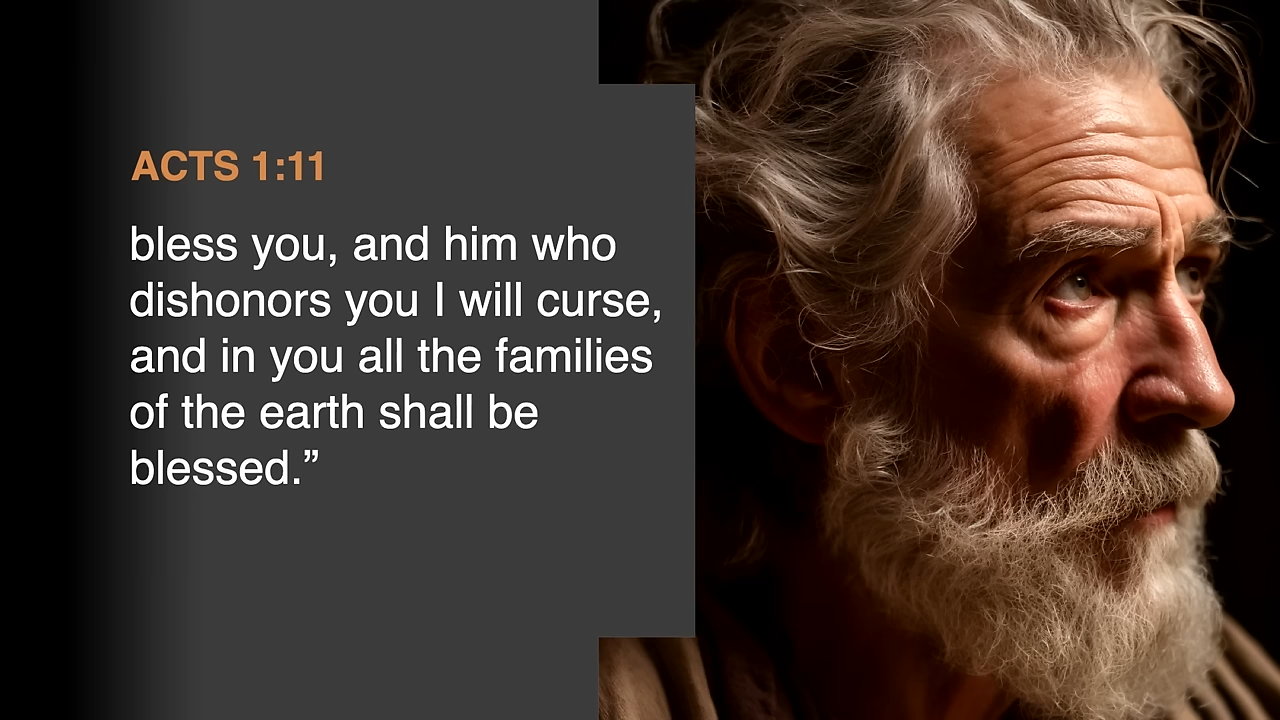 ACTS 1:11
bless you, and him who
dishonors you I will curse,
and in you all the families
of the earth shall be
blessed.”